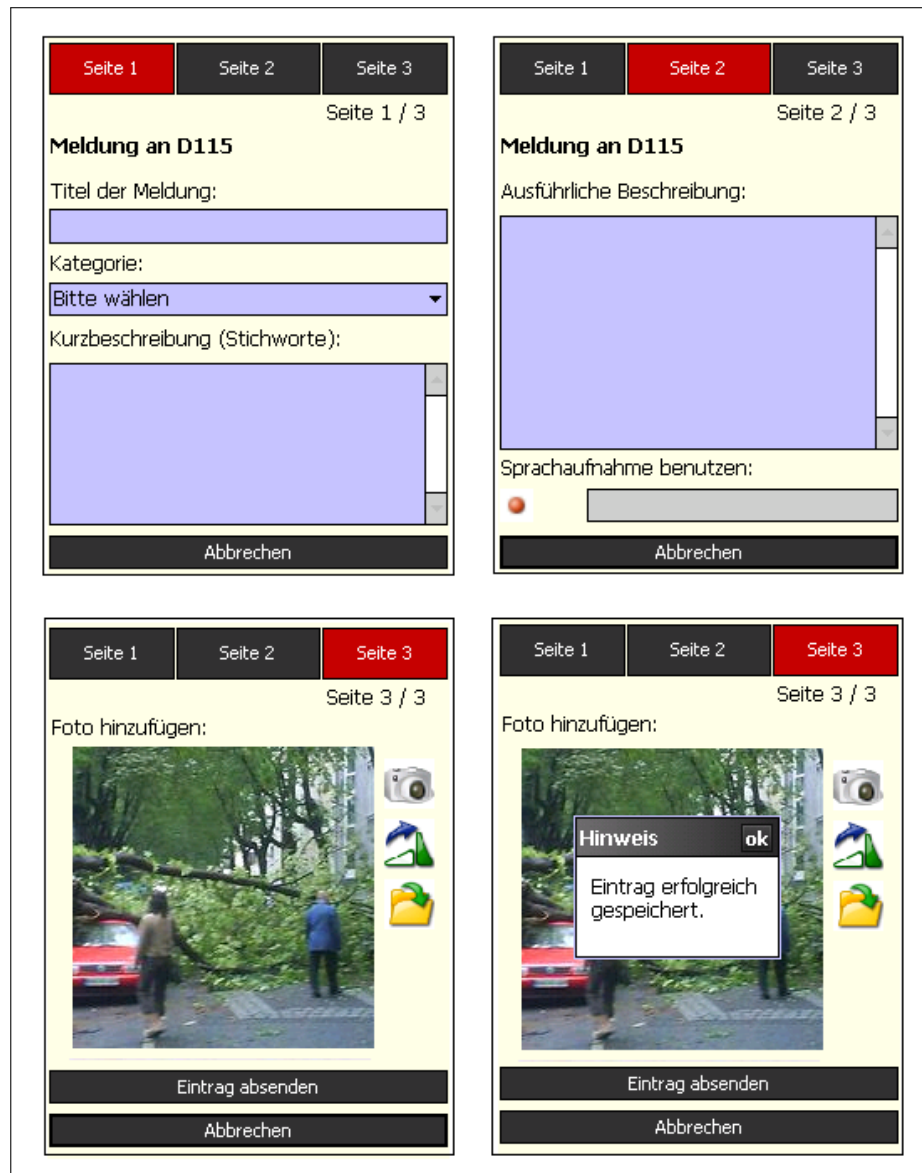 Seite 1 Seite 2 Seite 3
Seite 1 / 3
Meldung an D115
Titel der Meldung:
Kategorie:
Bitte wählen
Kurzbeschreibung (Stichworte):
Abbrechen
Seite 1 Seite 2 Seite 3
Seite 2 / 3
Meldung an D115
Ausführliche Beschreibung:
Sprachaufnahme benutzen:
Abbrechen
Seite 1 Seite 2 Seite 3
Seite 3 / 3
Foto hinzufügen:
Eintrag absenden
Abbrechen
Seite 1 Seite 2 Seite 3
Seite 3 / 3
Foto hinzufügen:
Hinweis ok
Eintrag erfolgreich
gespeichert.
Eintrag absenden
Abbrechen